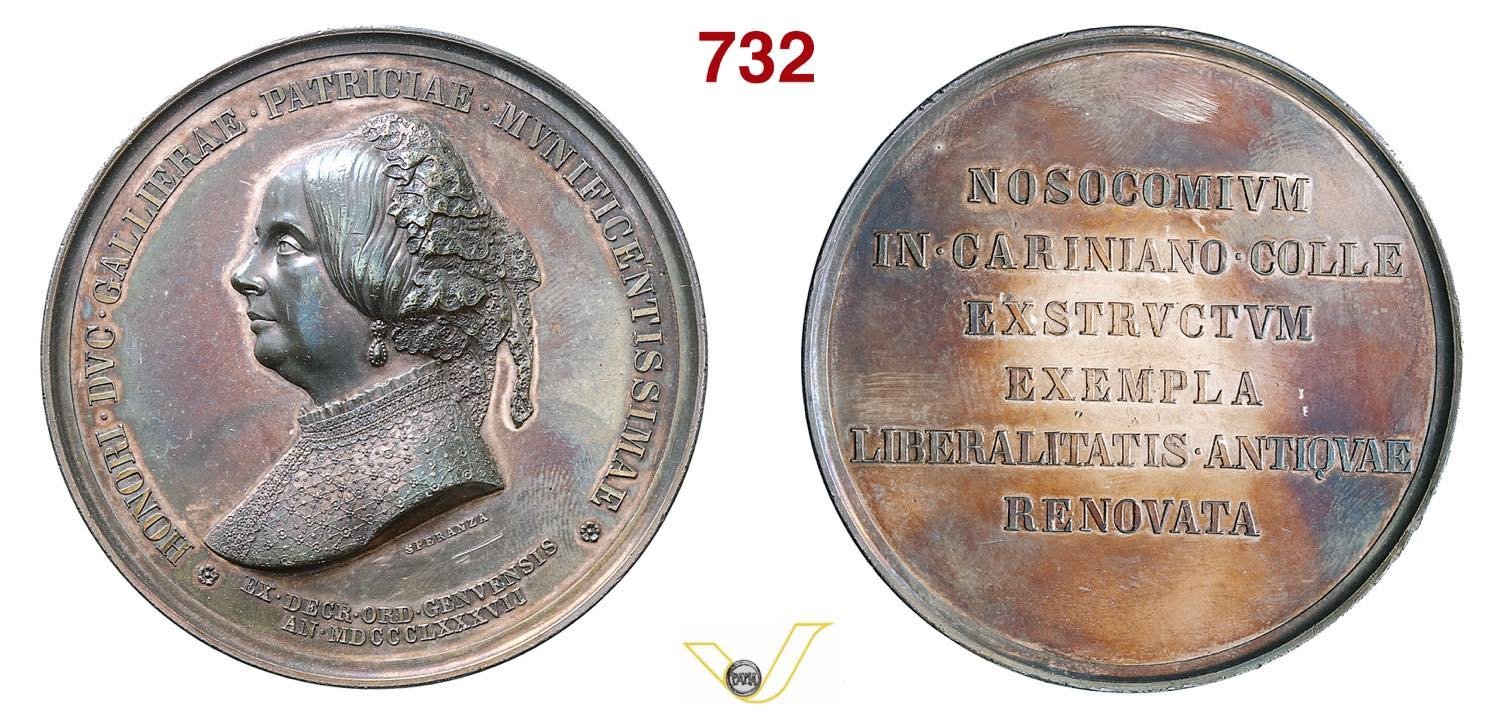 732
HONORI · DVC · GALLIERAE · PATRICIAE · MVNIFICENTISSIMAE
SPERANZA
EX · DECR · ORD · GENVENSIS
AN · MDCCCLXXXVII
NOSOCOMIVM
IN · CARINIANO · COLLE
EXSTRVCTVM
EXEMPLA
LIBERALITATIS · ANTIQVAE
RENOVATA
PAVIA